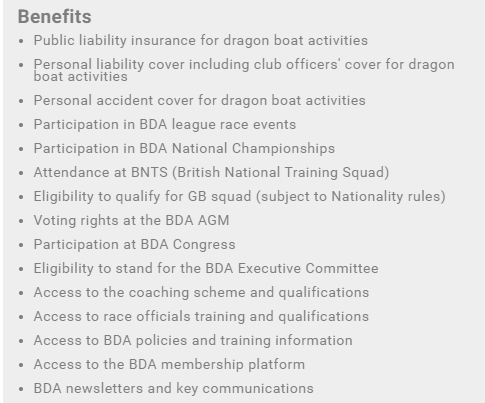 Benefits
• Public liability insurance for dragon boat activities
• Personal liability cover including club officers' cover for dragon
boat activities
• Personal accident cover for dragon boat activities
• Participation in BDA league race events
• Participation in BDA National Championships
• Attendance at BNTS (British National Training Squad)
• Eligibility to qualify for GB squad (subject to Nationality rules)
• Voting rights at the BDA AGM
• Participation at BDA Congress
• Eligibility to stand for the BDA Executive Committee
• Access to the coaching scheme and qualifications
• Access to race officials training and qualifications
• Access to BDA policies and training information
• Access to the BDA membership platform
• BDA newsletters and key communications